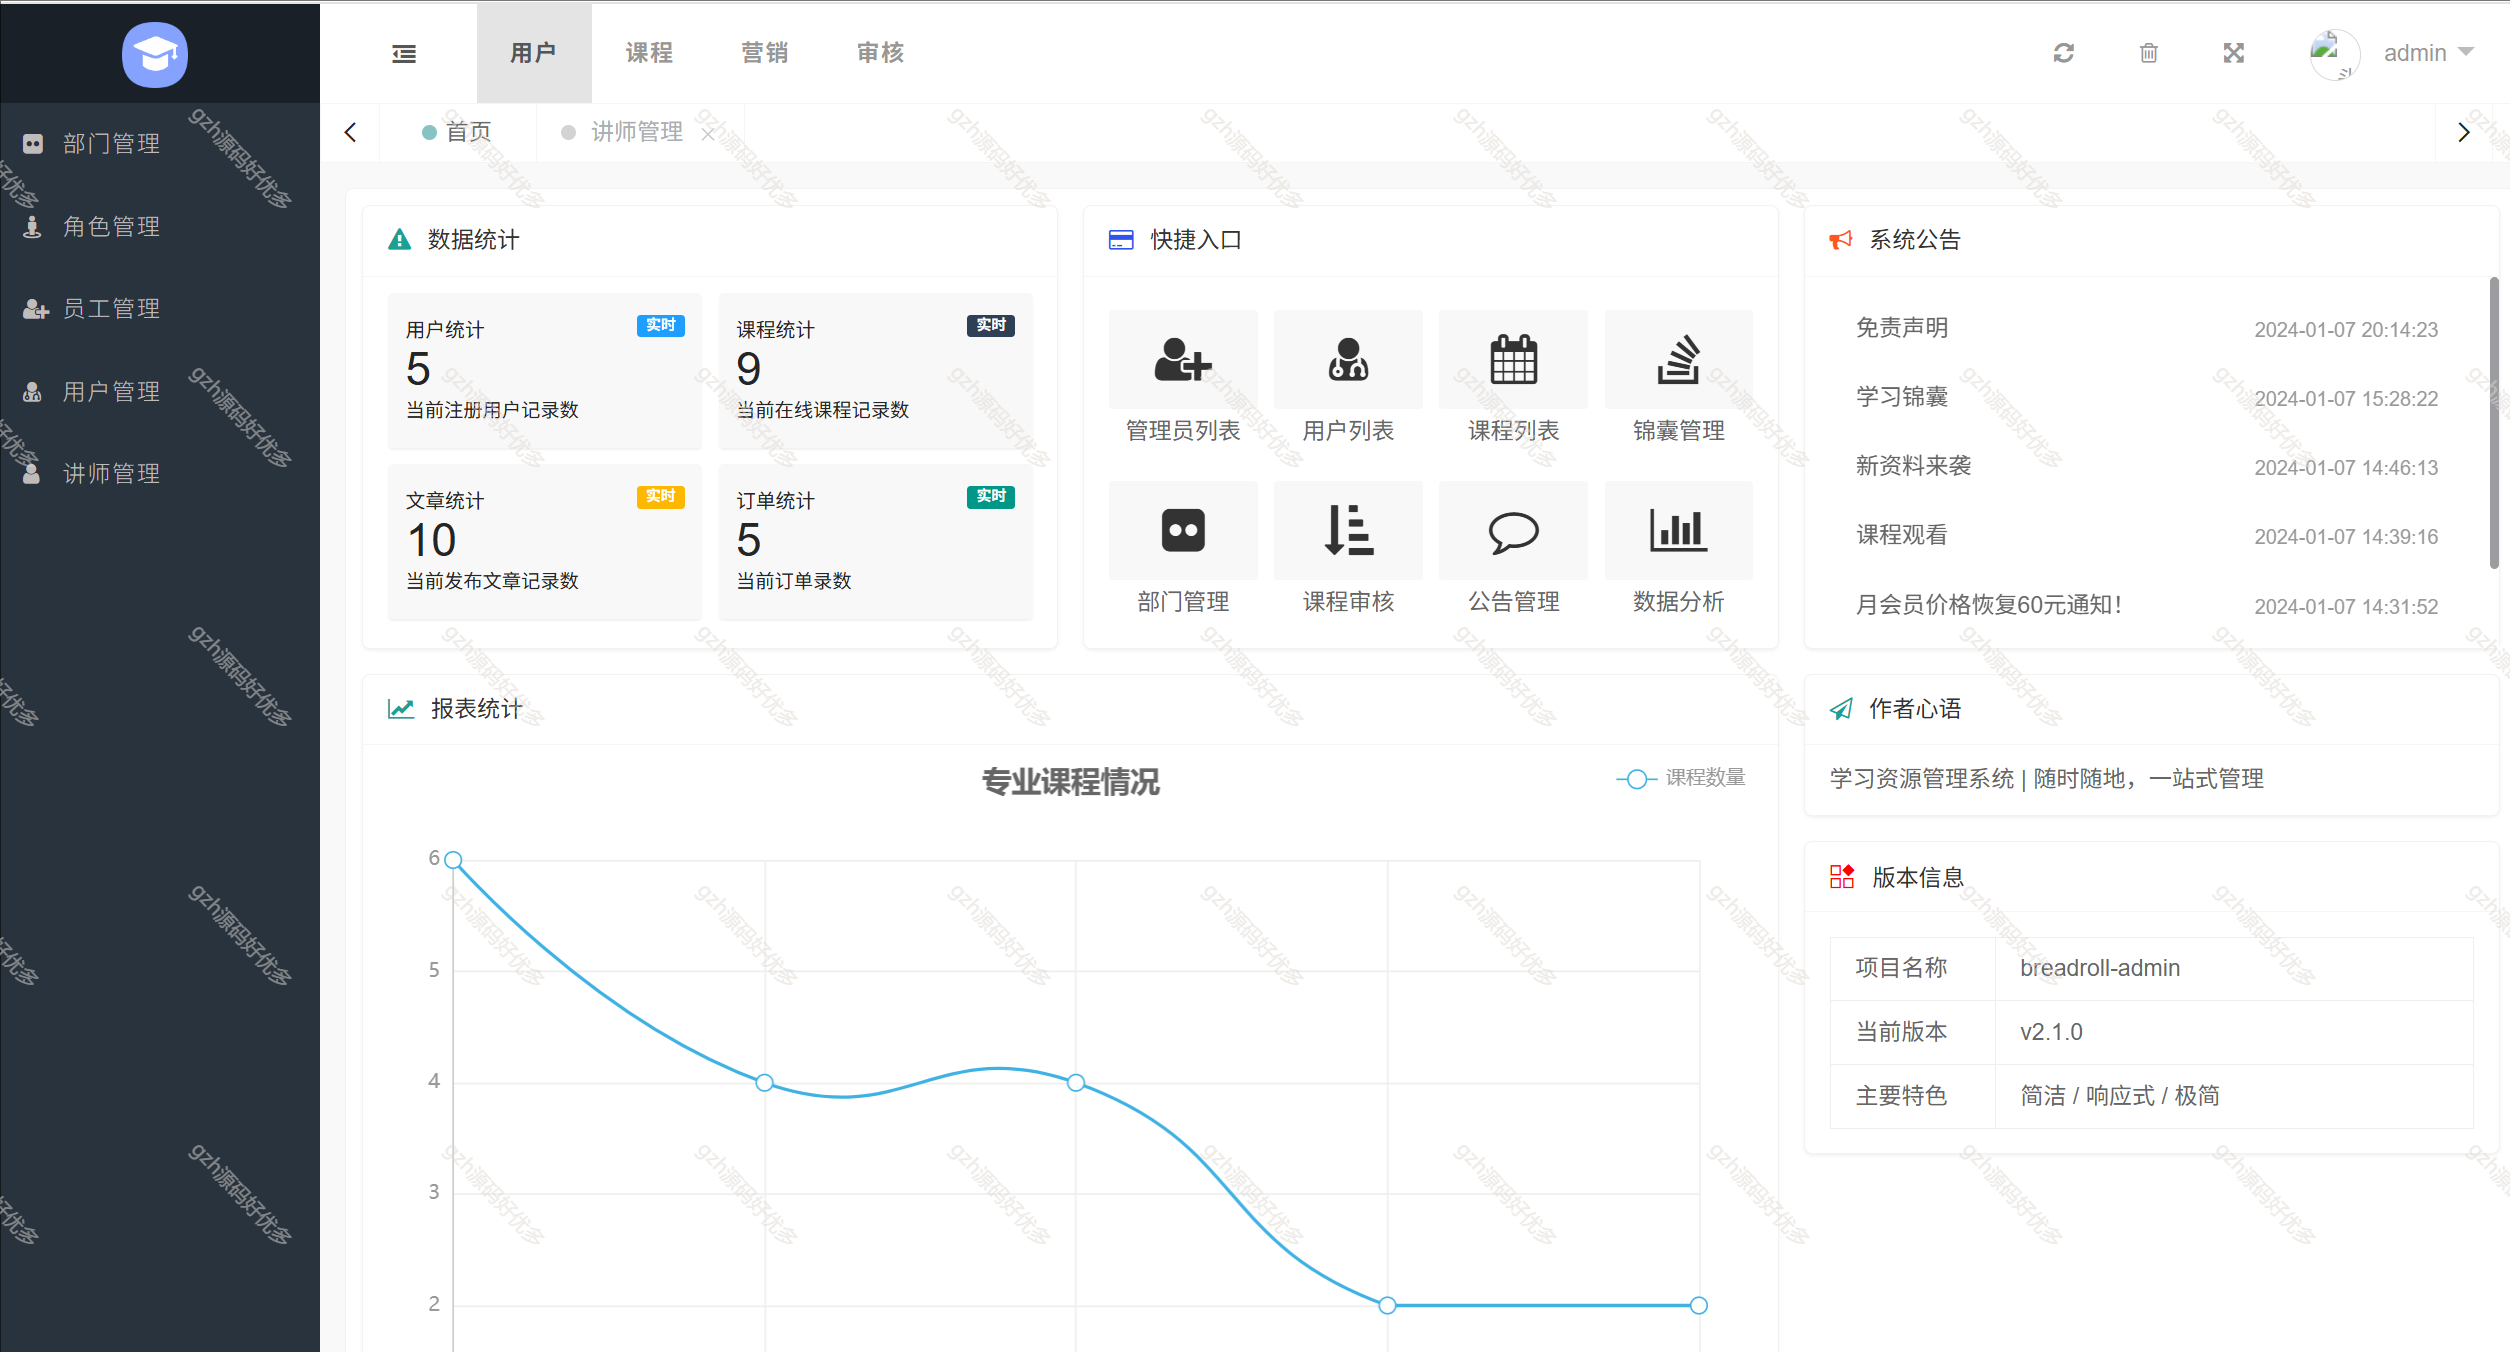 用户
课程
营销
审核
admin
部门管理
角色管理
员工管理
用户管理
讲师管理
首页
讲师管理
数据统计
用户统计
实时
5
当前注册用户记录数
课程统计
实时
9
当前在线课程记录数
文章统计
实时
10
当前发布文章记录数
订单统计
实时
5
当前订单录数
快捷入口
管理员列表
用户列表
课程列表
锦囊管理
部门管理
课程审核
公告管理
数据分析
系统公告
免责声明 2024-01-07 20:14:23
学习锦囊 2024-01-07 15:28:22
新资料来袭 2024-01-07 14:46:13
课程观看 2024-01-07 14:39:16
月会员价格恢复60元通知！ 2024-01-07 14:31:52
报表统计
专业课程情况
课程数量
6
5
4
3
2
作者心语
学习资源管理系统 | 随时随地，一站式管理
版本信息
项目名称 breadroll-admin
当前版本 v2.1.0
主要特色 简洁 / 响应式 / 极简
gzh源码好优多